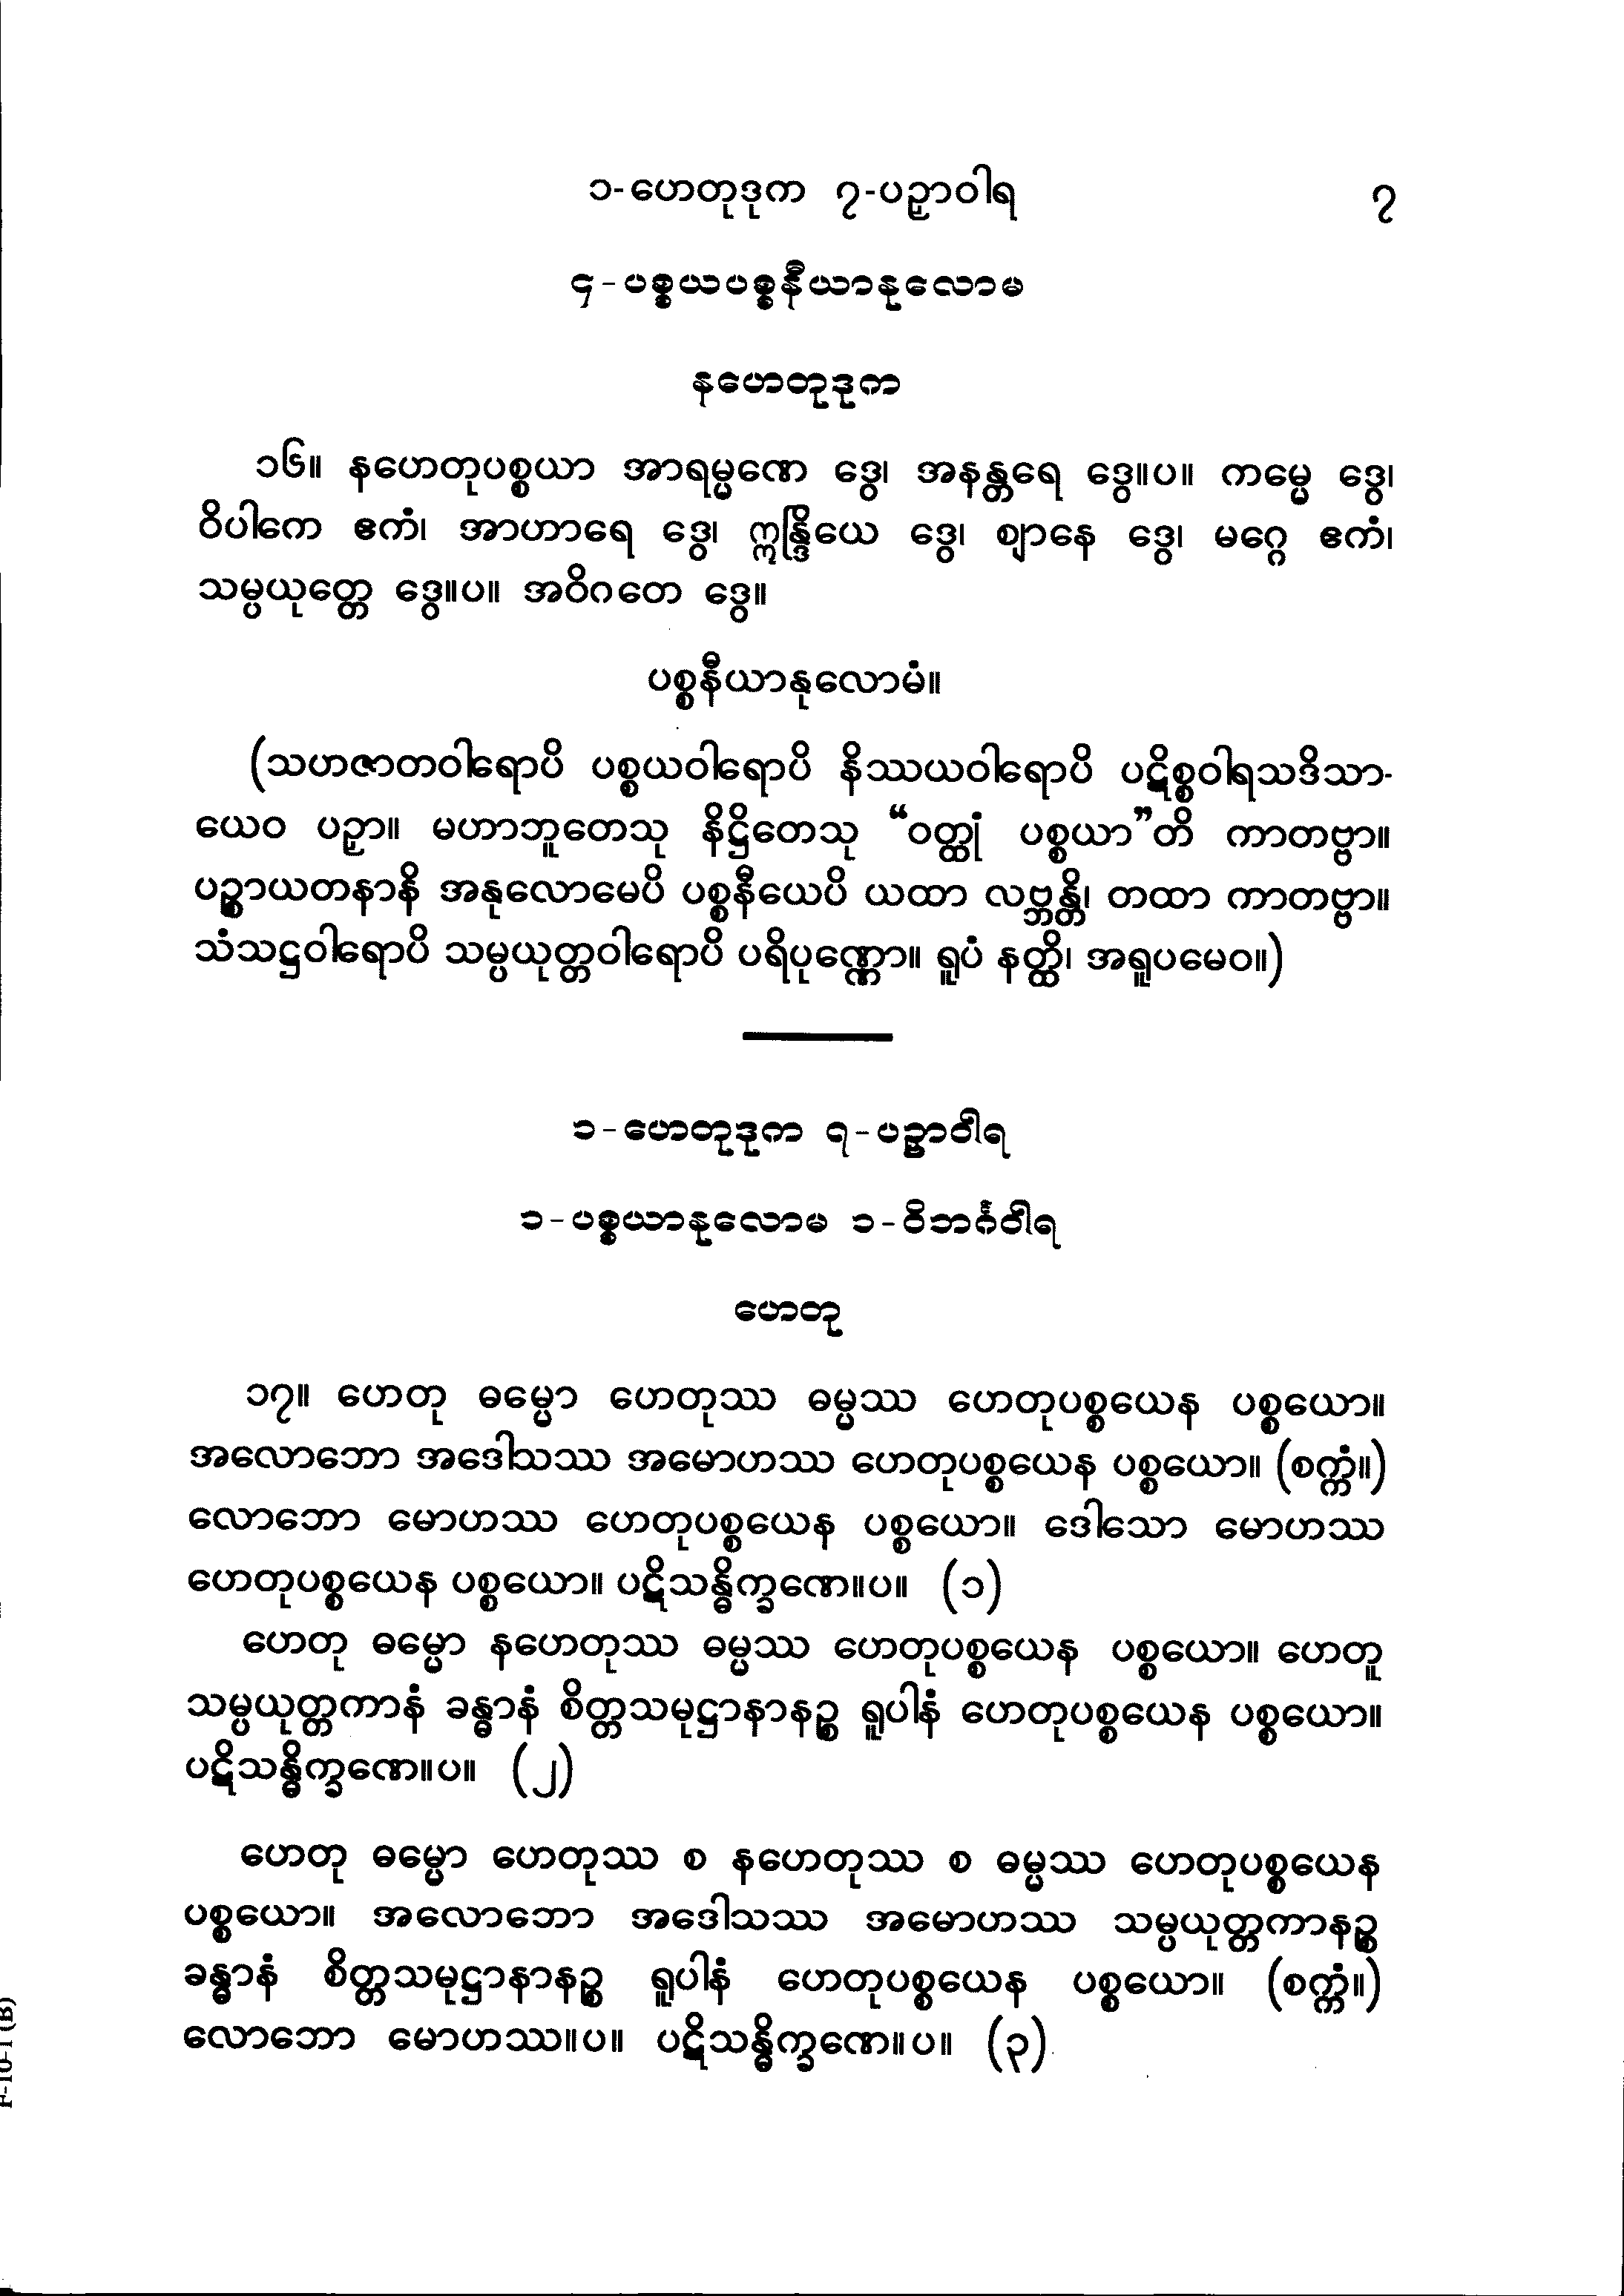 ၁-ဟေတုဒုက ၇-ပဉှာဝါရ ၇
၄-ပစ္စယပစ္စနီယာနုလောမ
နဟေတုဒုက
၁၆။ နဟေတုပစ္စယာ အာရမ္မဏေ ဒွေ၊ အနန္တရေ ဒွေ။ပ။ ကမ္မေ ဒွေ၊
ဝိပါကေ ဧကံ၊ အာဟာရေ ဒွေ၊ ဣန္ဒြိယေ ဒွေ၊ ဈာနေ ဒွေ၊ မဂ္ဂေ ဧကံ၊
သမ္ပယုတ္တေ ဒွေ။ပ။ အဝိဂတေ ဒွေ။
ပစ္စနီယာနုလောမံ။
(သဟဇာတဝါရောပိ ပစ္စယဝါရောပိ နိဿယဝါရောပိ ပဋိစ္စဝါရသဒိသာ-
ယေဝ ပဉှာ။ မဟာဘူတေသု နိဋ္ဌိတေသု “ဝတ္ထုံ ပစ္စယာ”တိ ကာတဗ္ဗာ။
ပဉ္စာယတနာနိ အနုလောမေပိ ပစ္စနီယေပိ ယထာ လဗ္ဘန္တိ၊ တထာ ကာတဗ္ဗာ။
သံသဋ္ဌဝါရောပိ သမ္ပယုတ္တဝါရောပိ ပရိပုဏ္ဏော။ ရူပံ နတ္ထိ၊ အရူပမေဝ။)
၁-ဟေတုဒုက ၇-ပဉှာဝါရ
၁-ပစ္စယာနုလောမ ၁-ဝိဘင်္ဂဝါရ
ဟေတု
၁၇။ ဟေတု ဓမ္မော ဟေတုဿ ဓမ္မဿ ဟေတုပစ္စယေန ပစ္စယော။
အလောဘော အဒေါသဿ အမောဟဿ ဟေတုပစ္စယေန ပစ္စယော။ (စက္ကံ။)
လောဘော မောဟဿ ဟေတုပစ္စယေန ပစ္စယော။ ဒေါသော မောဟဿ
ဟေတုပစ္စယေန ပစ္စယော။ ပဋိသန္ဓိက္ခဏေ။ပ။ (၁)
ဟေတု ဓမ္မော နဟေတုဿ ဓမ္မဿ ဟေတုပစ္စယေန ပစ္စယော။ ဟေတူ
သမ္ပယုတ္တကာနံ ခန္ဓာနံ စိတ္တသမုဋ္ဌာနာနဉ္စ ရူပါနံ ဟေတုပစ္စယေန ပစ္စယော။
ပဋိသန္ဓိက္ခဏေ။ပ။ (၂)
ဟေတု ဓမ္မော ဟေတုဿ စ နဟေတုဿ စ ဓမ္မဿ ဟေတုပစ္စယေန
ပစ္စယော။ အလောဘော အဒေါသဿ အမောဟဿ သမ္ပယုတ္တကာနဉ္စ
ခန္ဓာနံ စိတ္တသမုဋ္ဌာနာနဉ္စ ရူပါနံ ဟေတုပစ္စယေန ပစ္စယော။ (စက္ကံ။)
လောဘော မောဟဿ။ပ။ ပဋိသန္ဓိက္ခဏေ။ပ။ (၃)
F-10-1 (B)